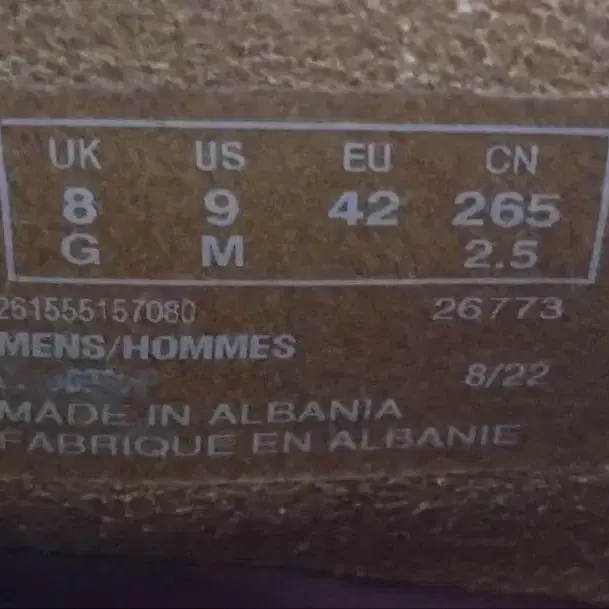 UK US EU CN
8 9 42 265
G M 2.5
261555157080 26773
MENS/HOMMES
8/22
MADE IN ALBANIA
FABRIQUE EN ALBANIE